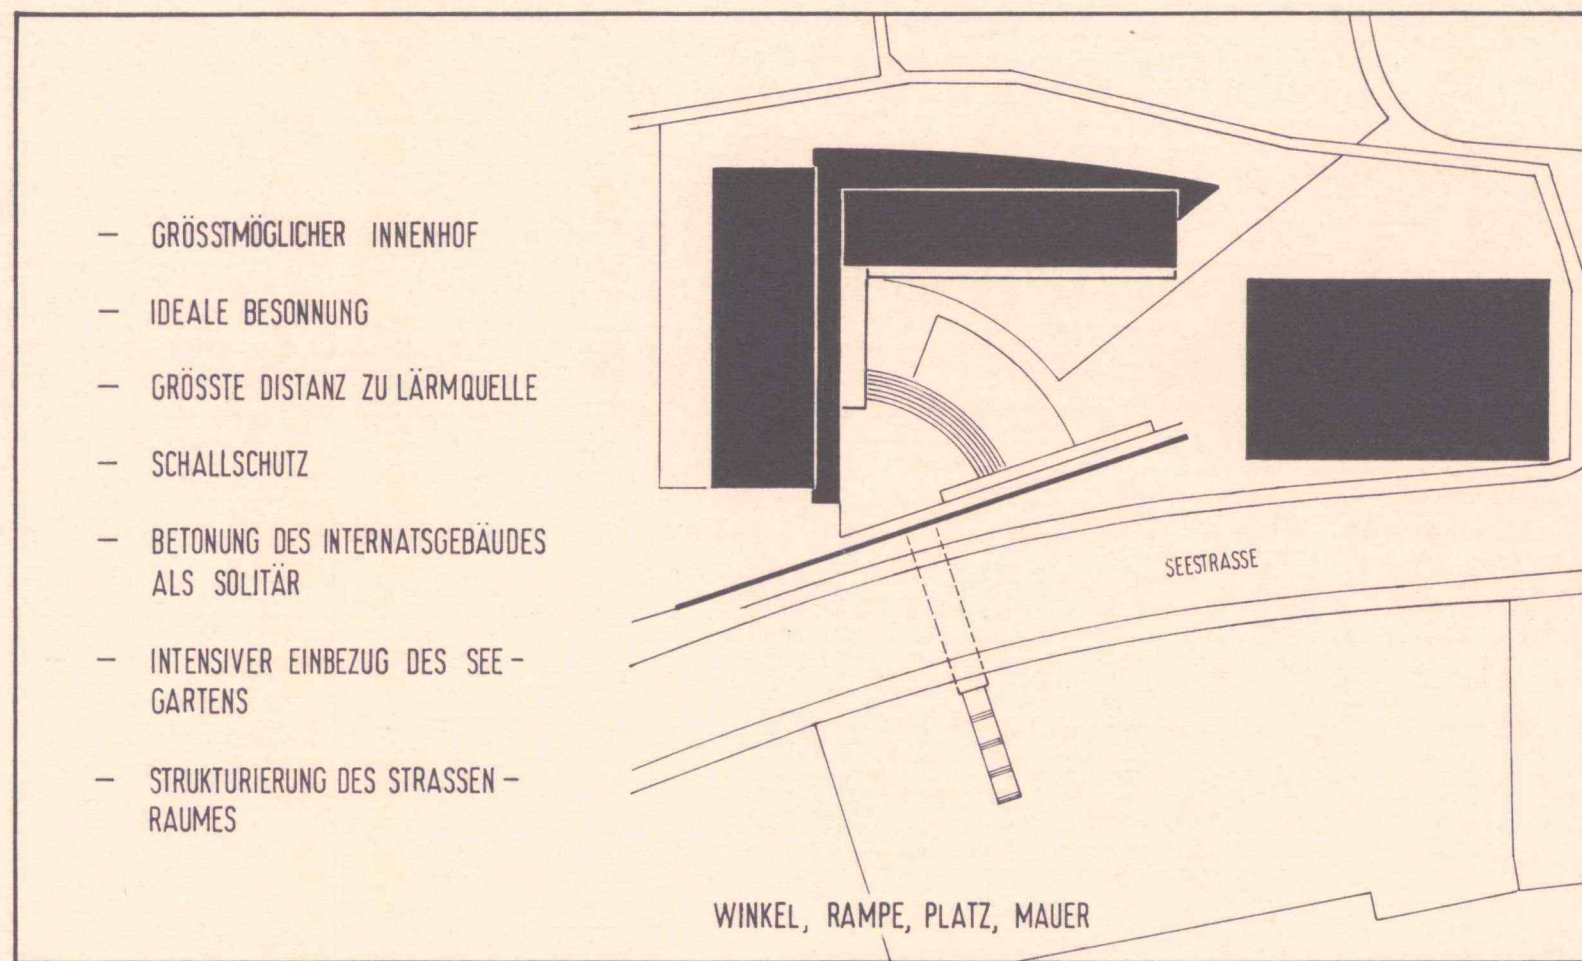 – GRÖSSTMÖGLICHER INNENHOF
– IDEALE BESONNUNG
– GRÖSSTE DISTANZ ZU LÄRMQUELLE
– SCHALLSCHUTZ
– BETONUNG DES INTERNATSGEBÄUDES
ALS SOLITÄR
– INTENSIVER EINBEZUG DES SEE –
GARTENS
– STRUKTURIERUNG DES STRASSEN –
RAUMES
SEESTRASSE
WINKEL, RAMPE, PLATZ, MAUER